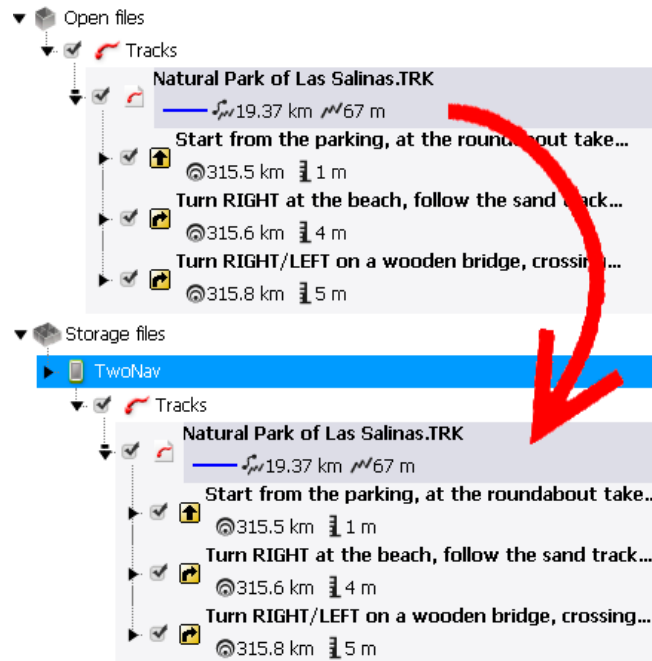 Open files
Tracks
Natural Park of Las Salinas.TRK
19.37 km 67 m
Start from the parking, at the roundabout take...
315.5 km 1 m
Turn RIGHT at the beach, follow the sand track...
315.6 km 4 m
Turn RIGHT/LEFT on a wooden bridge, crossing...
315.8 km 5 m
Storage files
TwoNav
Tracks
Natural Park of Las Salinas.TRK
19.37 km 67 m
Start from the parking, at the roundabout take..
315.5 km 1 m
Turn RIGHT at the beach, follow the sand track...
315.6 km 4 m
Turn RIGHT/LEFT on a wooden bridge, crossing...
315.8 km 5 m